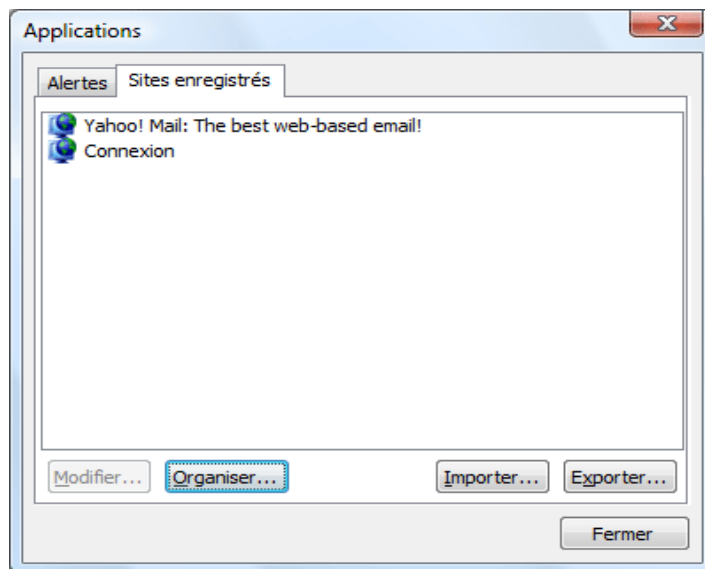 Applications
Alertes Sites enregistrés
Yahoo! Mail: The best web-based email!
Connexion
Modifier... Organiser... Importer... Exporter...
Fermer